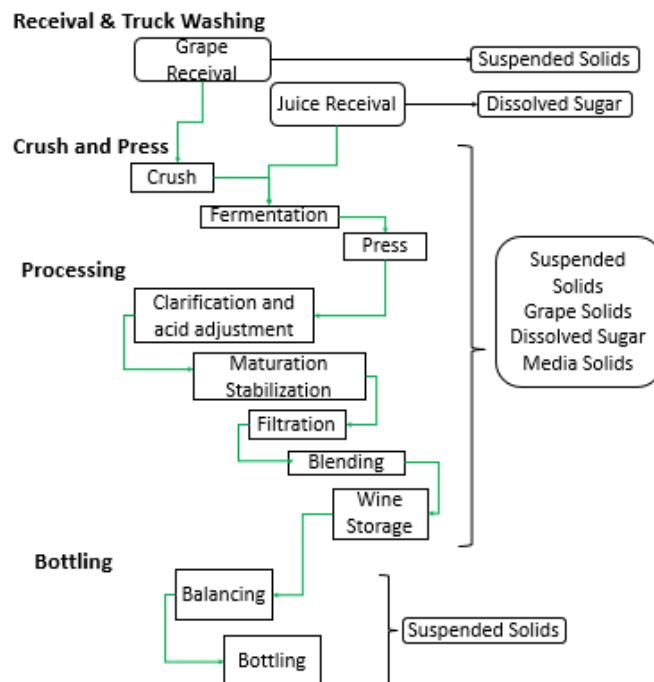 Receival & Truck Washing
Grape
Receival
Suspended Solids
Juice Receival
Dissolved Sugar
Crush and Press
Crush
Fermentation
Press
Suspended
Solids
Grape Solids
Dissolved Sugar
Media Solids
Processing
Clarification and
acid adjustment
Maturation
Stabilization
Filtration
Blending
Wine
Storage
Bottling
Balancing
Suspended Solids
Bottling